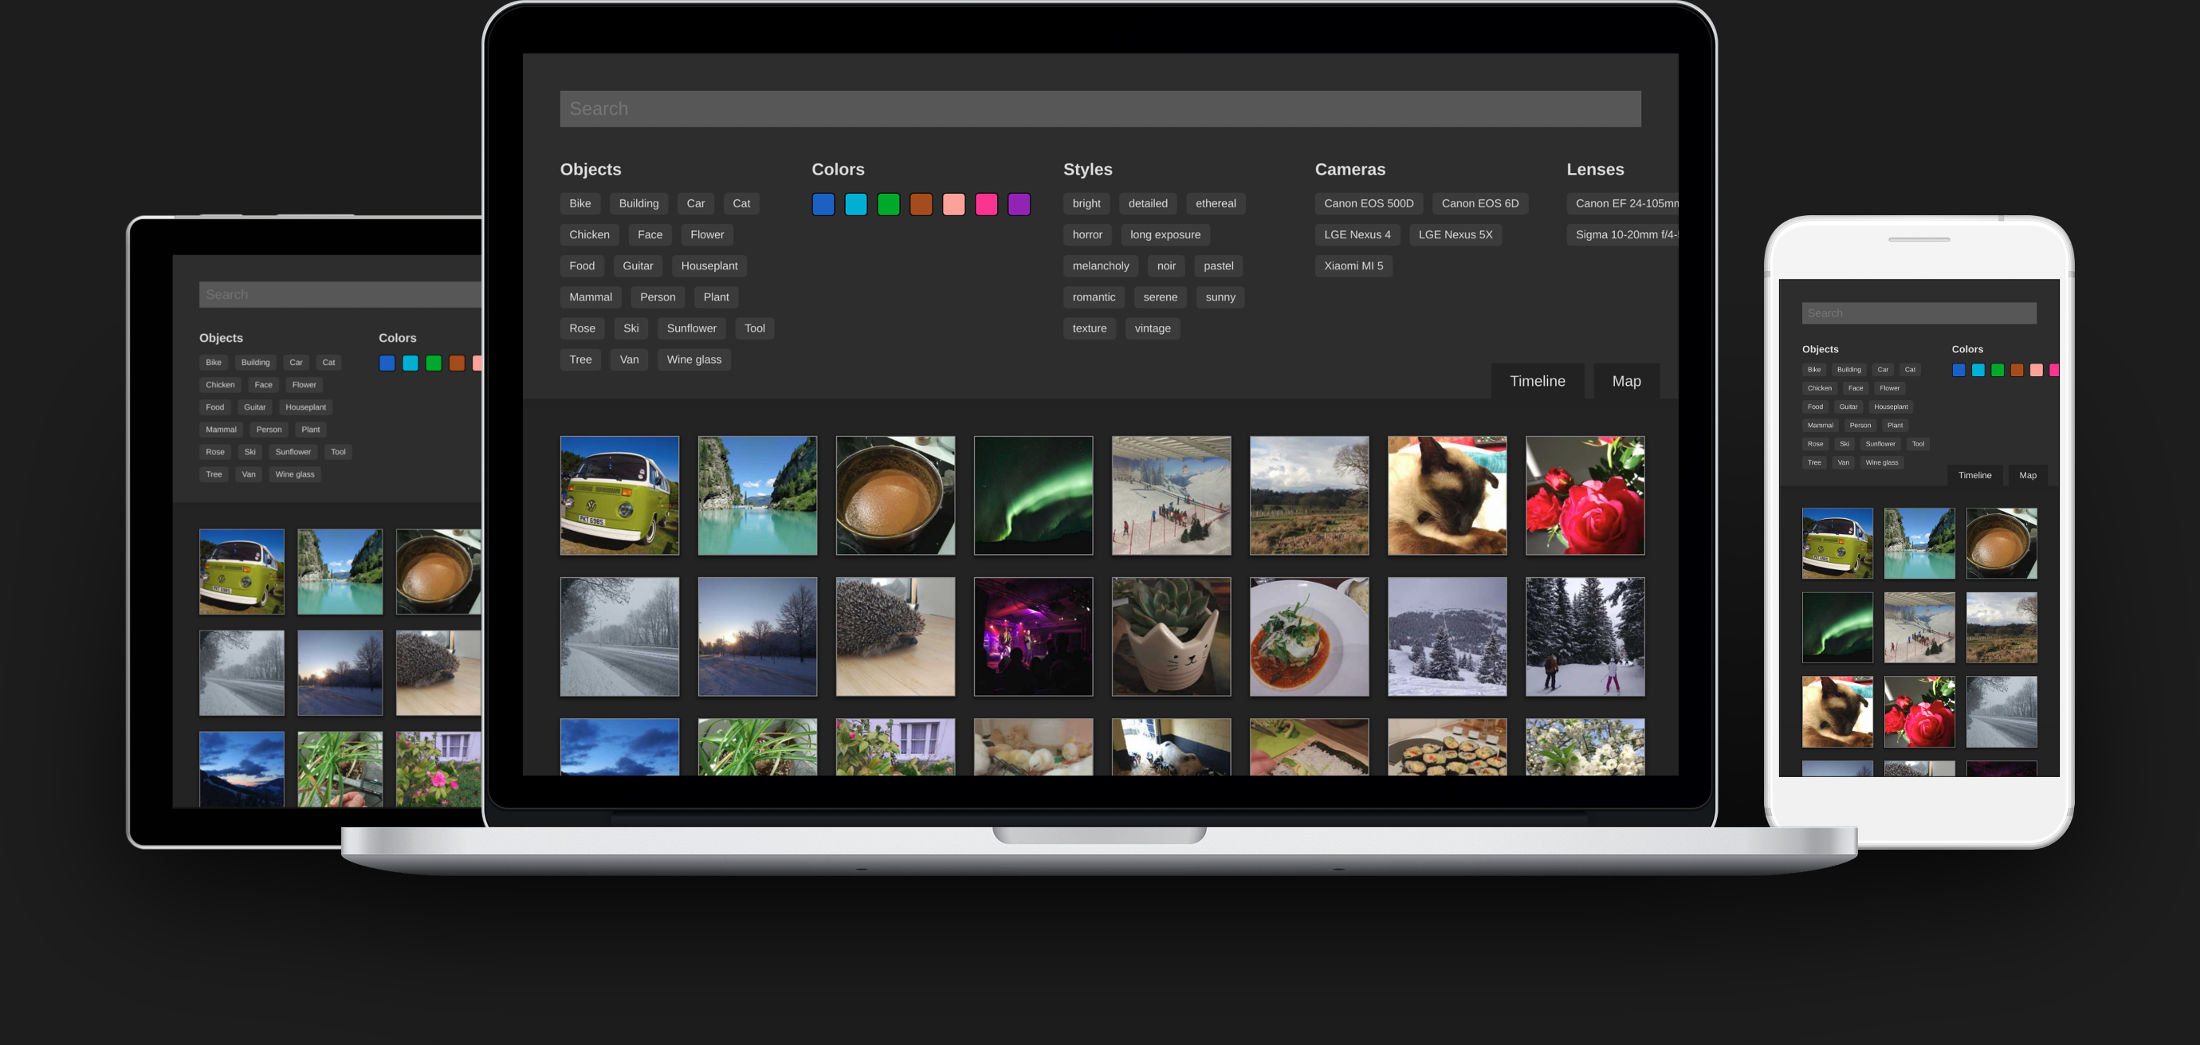 Search
Objects
Bike Building Car Cat
Chicken Face Flower
Food Guitar Houseplant
Mammal Person Plant
Rose Ski Sunflower Tool
Tree Van Wine glass
Colors
Styles
bright detailed ethereal
horror long exposure
melancholy noir pastel
romantic serene sunny
texture vintage
Cameras
Canon EOS 500D Canon EOS 6D
LGE Nexus 4 LGE Nexus 5X
Xiaomi MI 5
Lenses
Canon EF 24-105mm
Sigma 10-20mm f/4-
Timeline Map
Search
Objects
Bike Building Car Cat
Chicken Face Flower
Food Guitar Houseplant
Mammal Person Plant
Rose Ski Sunflower Tool
Tree Van Wine glass
Colors
Search
Objects
Bike Building Car Cat
Chicken Face Flower
Food Guitar Houseplant
Mammal Person Plant
Rose Ski Sunflower Tool
Tree Van Wine glass
Colors
Timeline Map